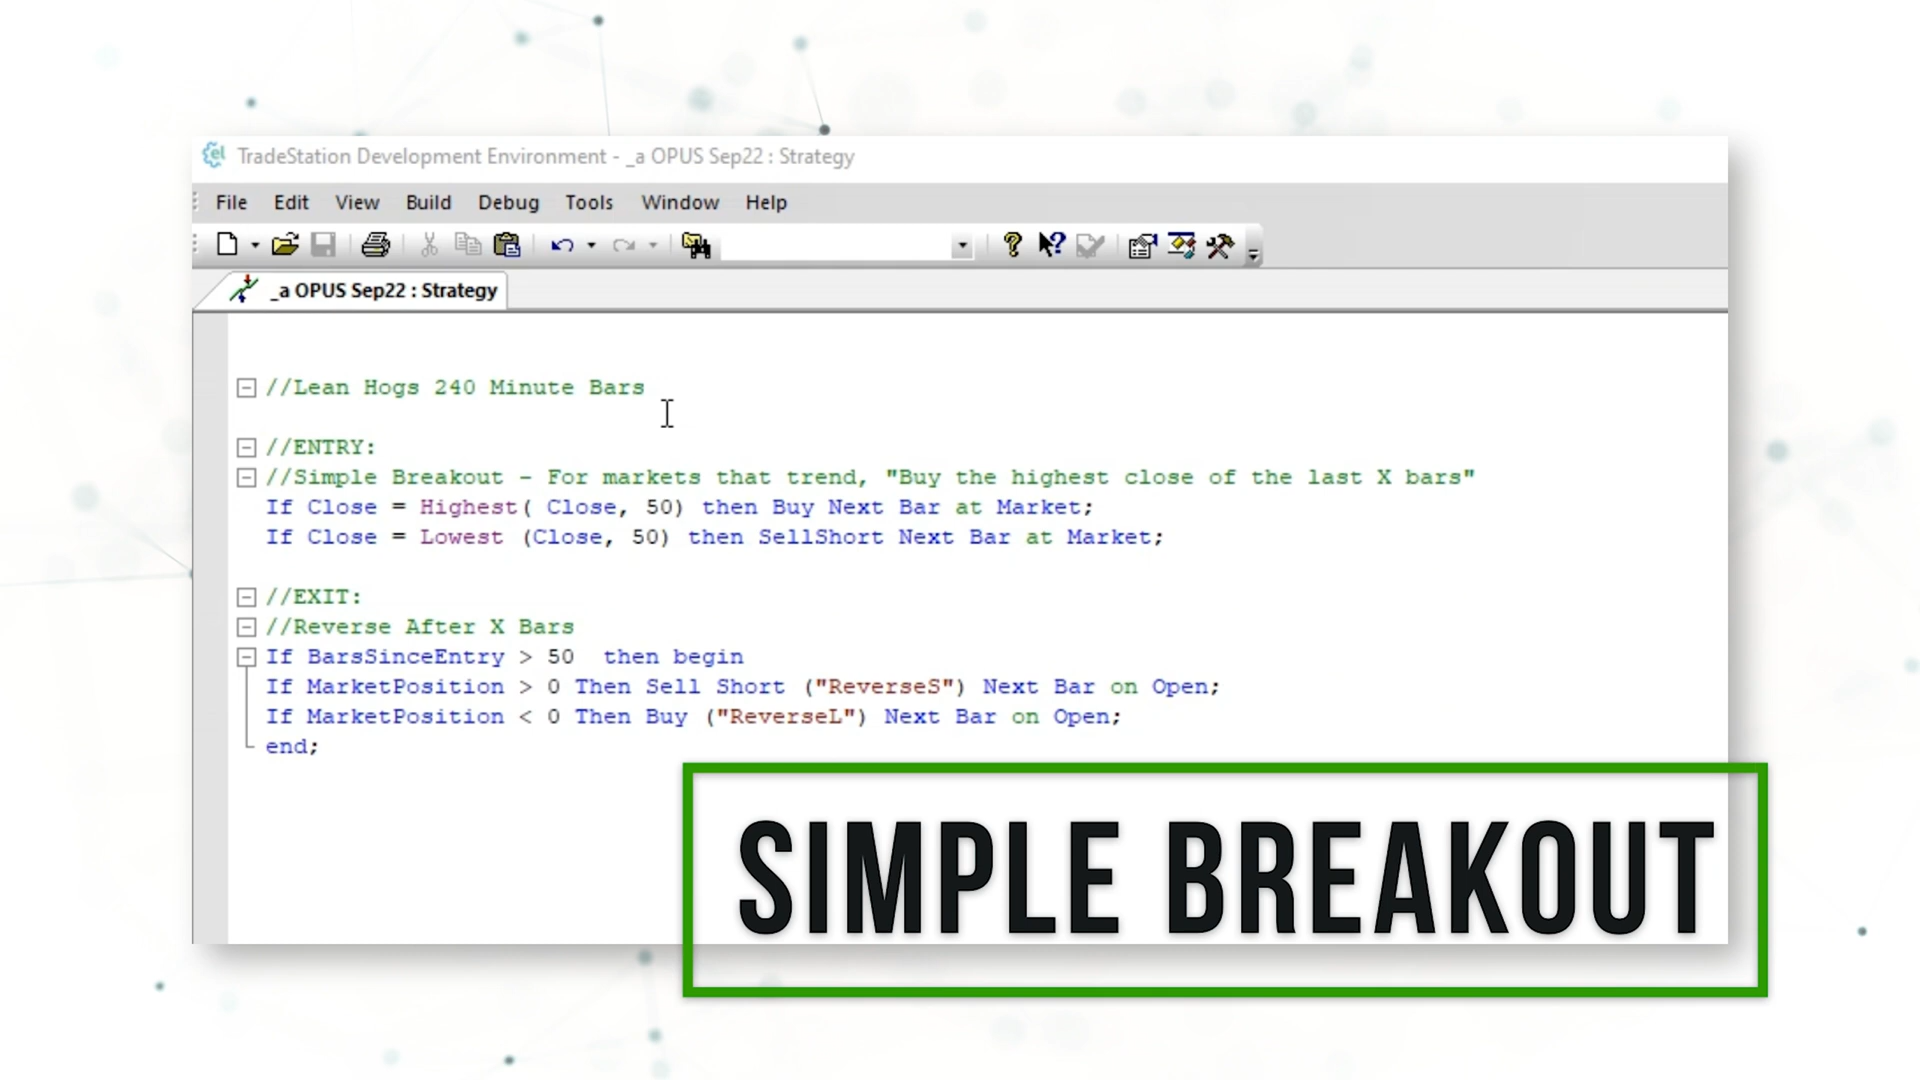 el TradeStation Development Environment - _a OPUS Sep22 : Strategy
File Edit View Build Debug Tools Window Help
_a OPUS Sep22 : Strategy
//Lean Hogs 240 Minute Bars
//ENTRY:
//Simple Breakout - For markets that trend, "Buy the highest close of the last X bars"
If Close = Highest( Close, 50) then Buy Next Bar at Market;
If Close = Lowest (Close, 50) then SellShort Next Bar at Market;
//EXIT:
//Reverse After X Bars
If BarsSinceEntry > 50  then begin
If MarketPosition > 0 Then Sell Short ("ReverseS") Next Bar on Open;
If MarketPosition < 0 Then Buy ("ReverseL") Next Bar on Open;
end;
SIMPLE BREAKOUT